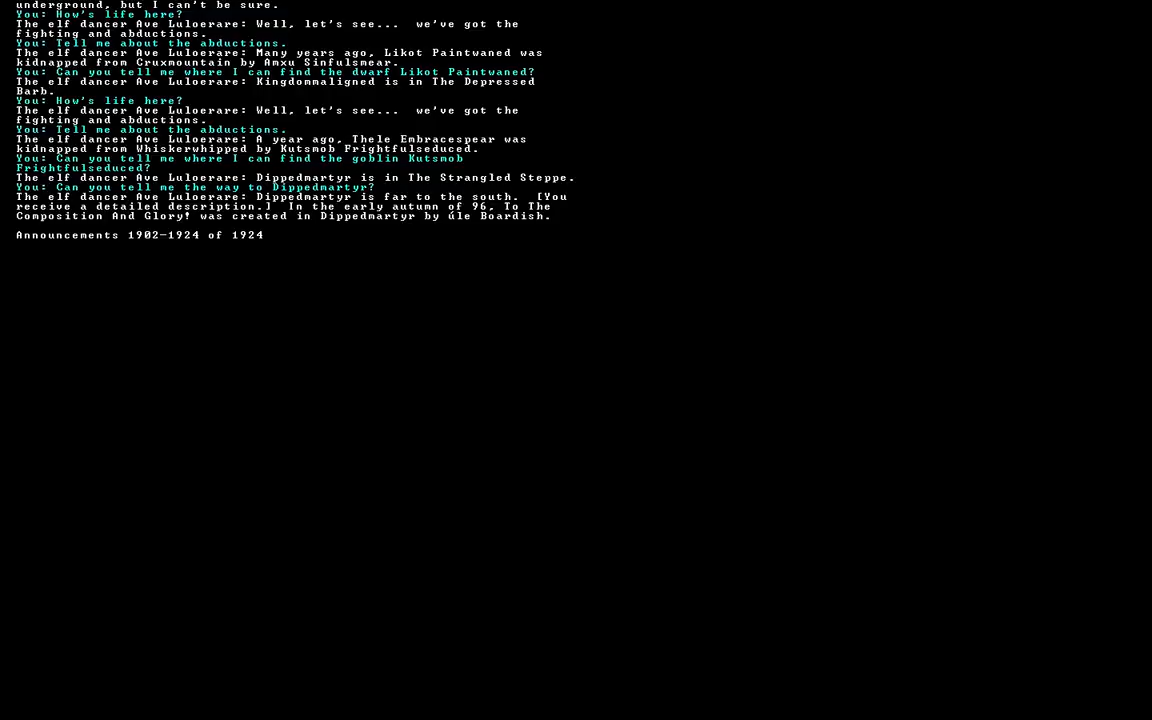 underground, but I can't be sure.
You: How's life here?
The elf dancer Ave Luloerare: Well, let's see...  we've got the
fighting and abductions.
You: Tell me about the abductions.
The elf dancer Ave Luloerare: Many years ago, Likot Paintwaned was
kidnapped from Cruxmountain by Amxu Sinfulsmear.
You: Can you tell me where I can find the dwarf Likot Paintwaned?
The elf dancer Ave Luloerare: Kingdommaligned is in The Depressed
Barb.
You: How's life here?
The elf dancer Ave Luloerare: Well, let's see...  we've got the
fighting and abductions.
You: Tell me about the abductions.
The elf dancer Ave Luloerare: A year ago, Thele Embracespear was
kidnapped from Whiskerwhipped by Kutsmob Frightfulseduced.
You: Can you tell me where I can find the goblin Kutsmob
Frightfulseduced?
The elf dancer Ave Luloerare: Dippedmartyr is in The Strangled Steppe.
You: Can you tell me the way to Dippedmartyr?
The elf dancer Ave Luloerare: Dippedmartyr is far to the south.  [You
receive a detailed description.]  In the early autumn of 96, To The
Composition And Glory! was created in Dippedmartyr by úle Boardish.
Announcements 1902-1924 of 1924